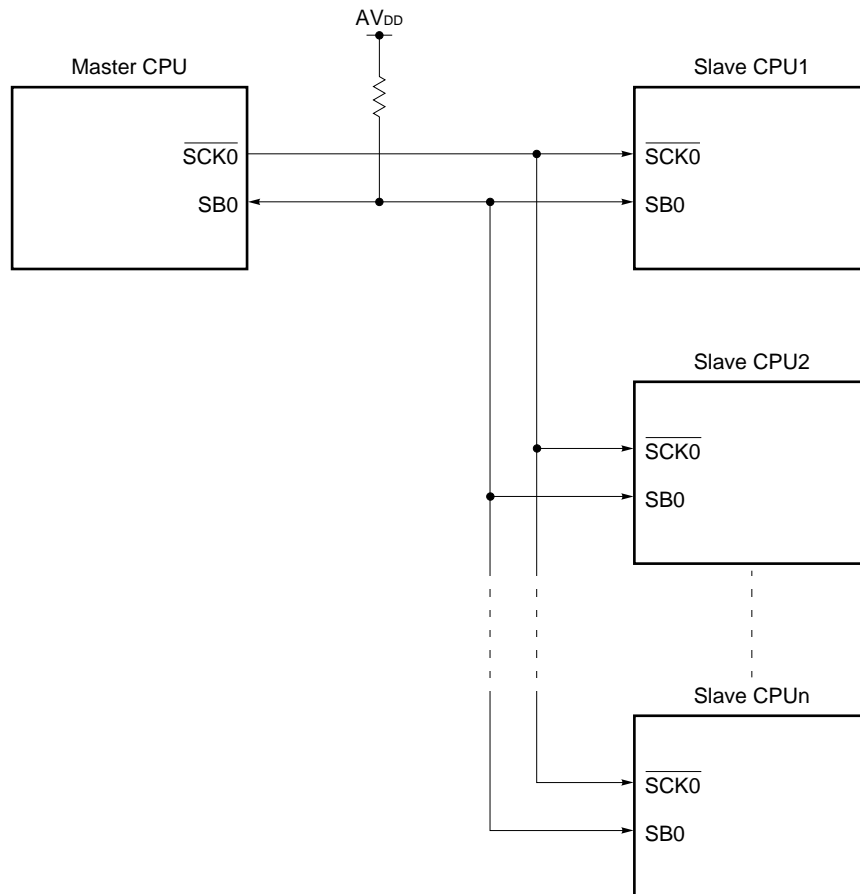 AVDD
Master CPU
SCK0
SB0
Slave CPU1
SCK0
SB0
Slave CPU2
SCK0
SB0
Slave CPUn
SCK0
SB0